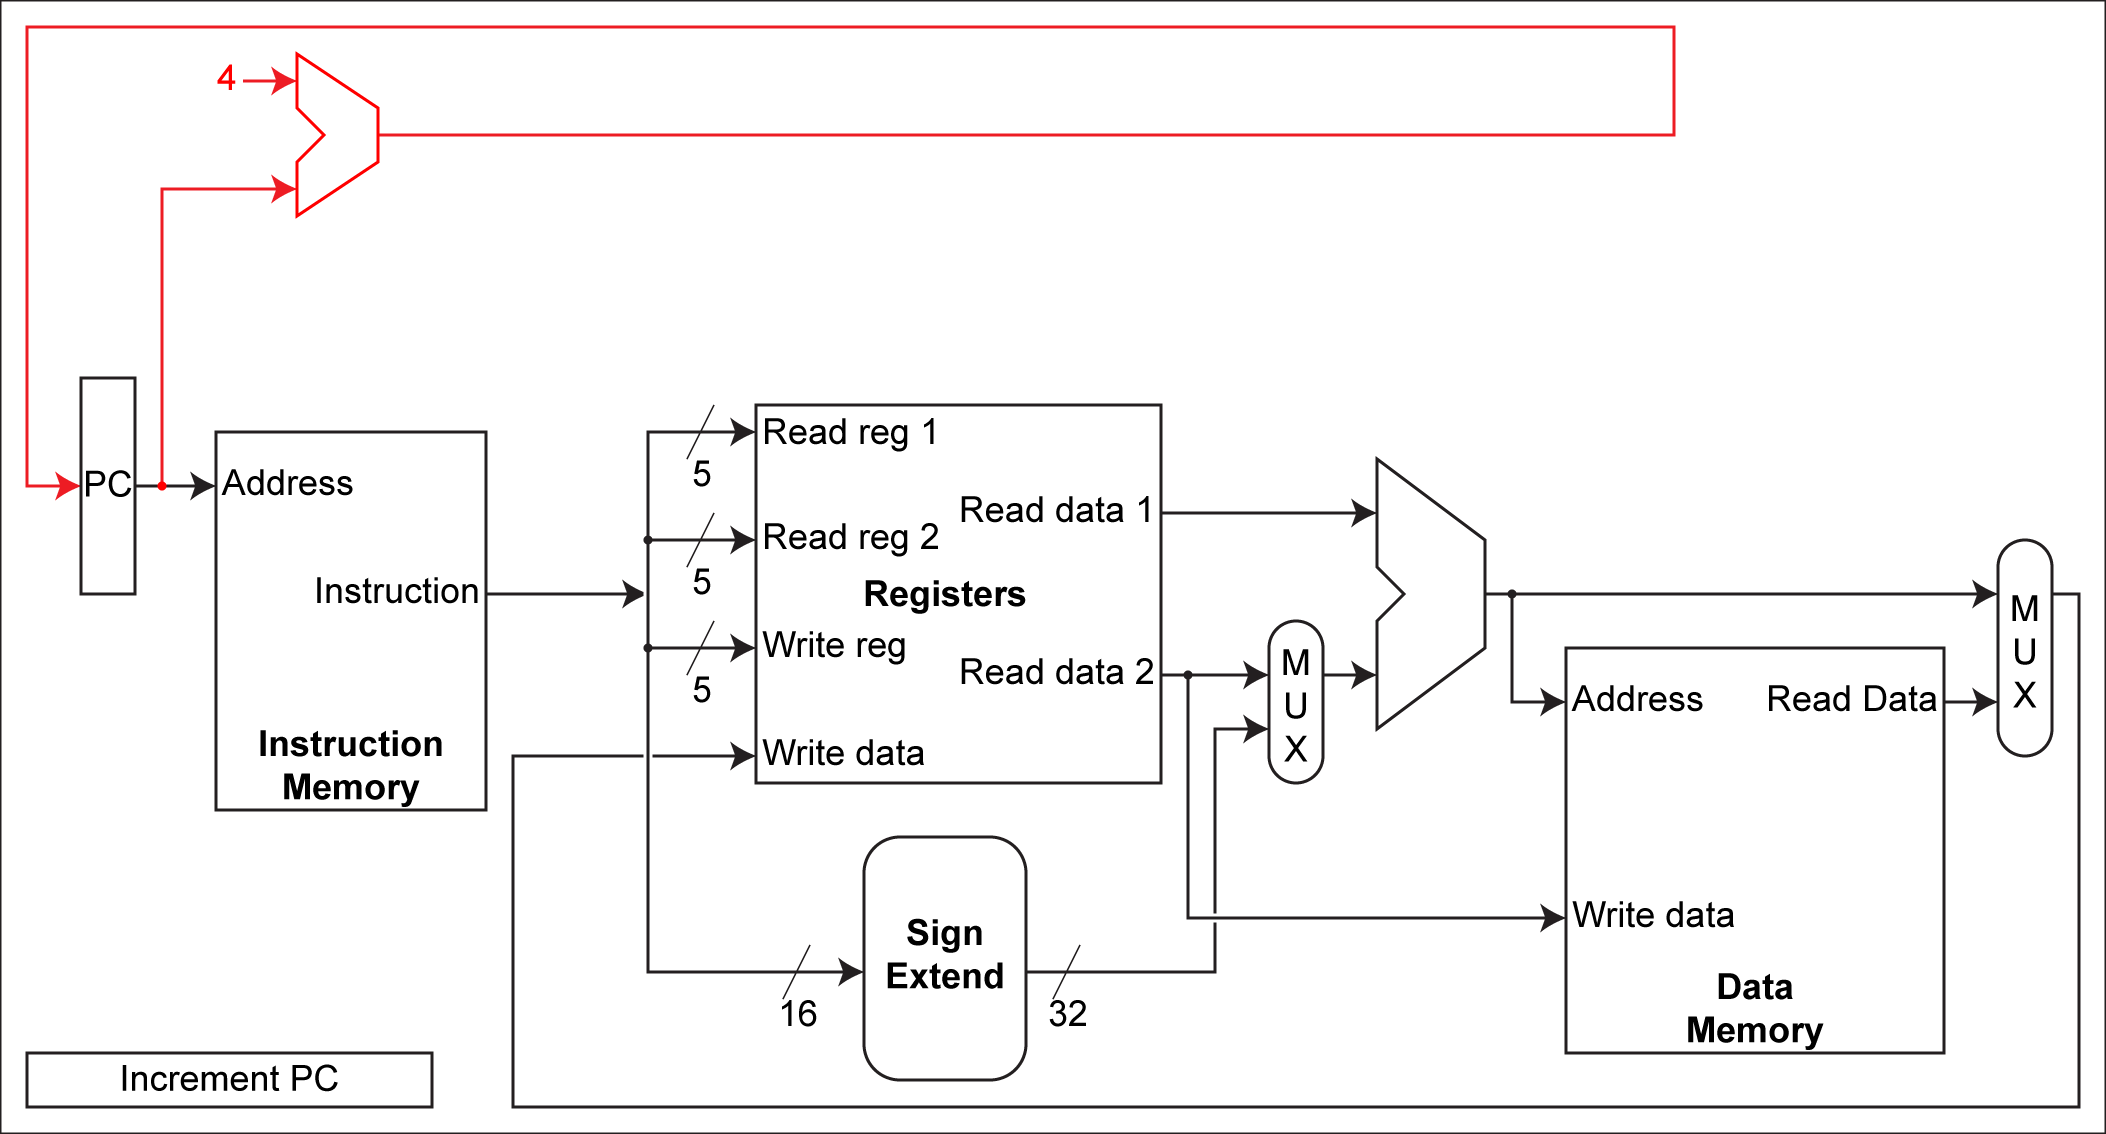 4
PC
Address
Instruction
Instruction
Memory
5
5
5
Read reg 1
Read reg 2
Write reg
Write data
Read data 1
Registers
Read data 2
16
Sign
Extend
32
M
U
X
Address
Read Data
Write data
Data
Memory
M
U
X
Increment PC